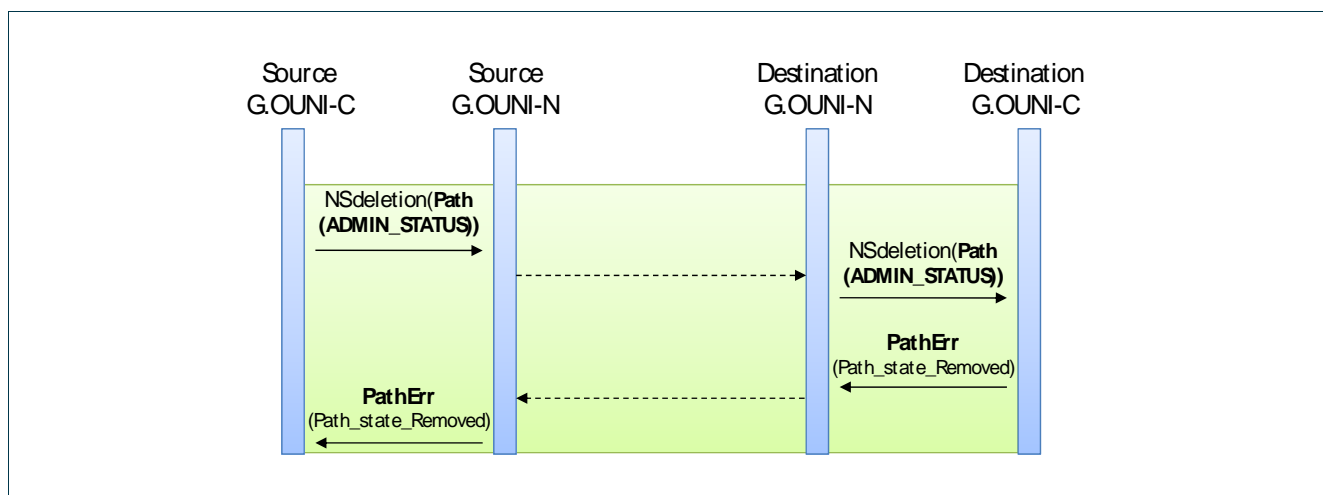 Source
G.OUNI-C
Source
G.OUNI-N
Destination
G.OUNI-N
Destination
G.OUNI-C
NSdeletion(Path
(ADMIN_STATUS))
NSdeletion(Path
(ADMIN_STATUS))
PathErr
(Path_state_Removed)
PathErr
(Path_state_Removed)